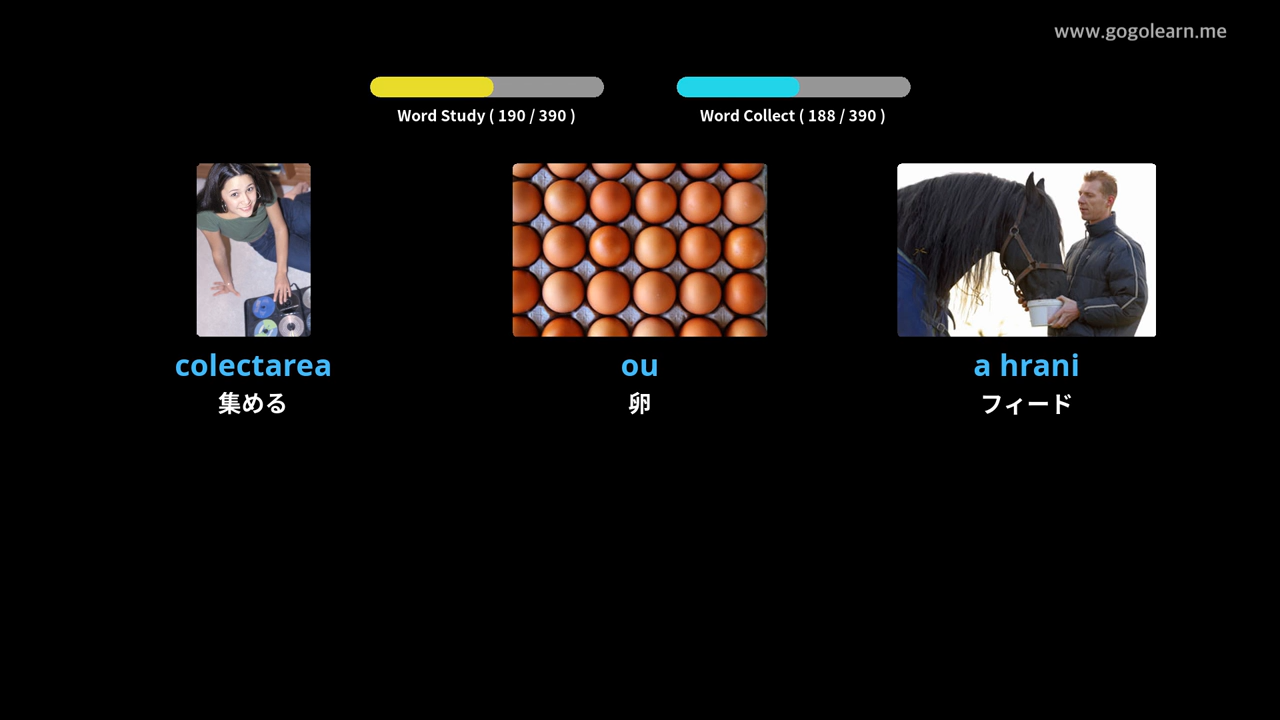 www.gogolearn.me
Word Study ( 190 / 390 )
Word Collect ( 188 / 390 )
colectarea
集める
ou
卵
a hrani
フィード